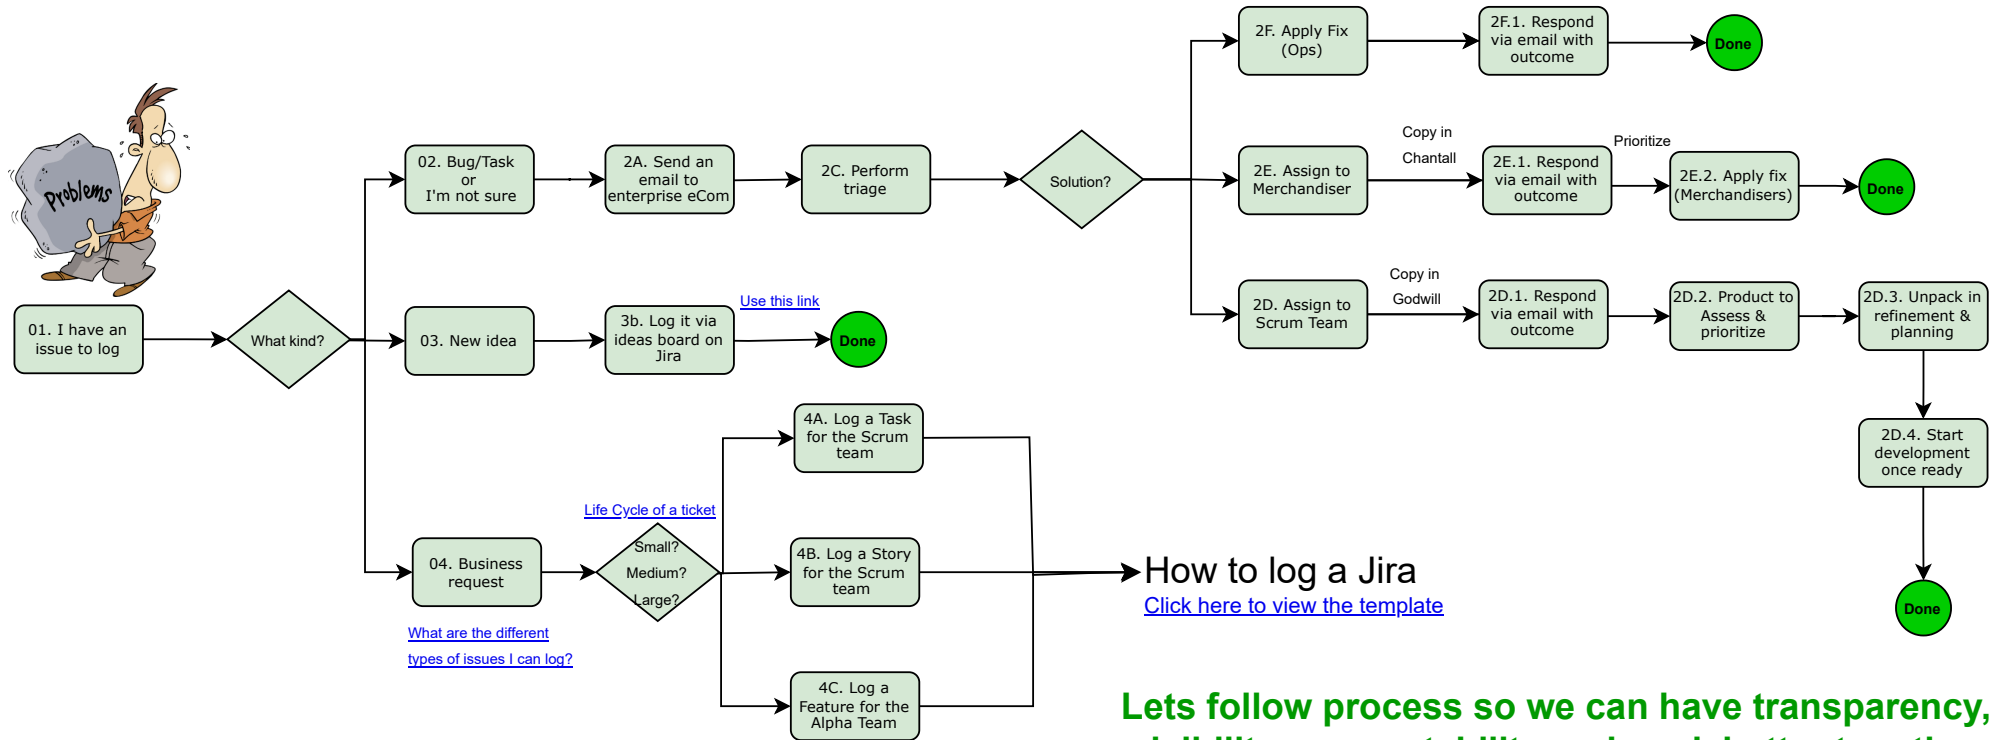 Problems
01. I have an
issue to log
What kind?
02. Bug/Task
or
I'm not sure
2A. Send an
email to
enterprise eCom
2C. Perform
triage
Solution?
2F. Apply Fix
(Ops)
2F.1. Respond
via email with
outcome
Done
2E. Assign to
Merchandiser
Copy in
Chantall
2E.1. Respond
via email with
outcome
Prioritize
2E.2. Apply fix
(Merchandisers)
Done
2D. Assign to
Scrum Team
Copy in
Godwill
2D.1. Respond
via email with
outcome
2D.2. Product to
Assess &
prioritize
2D.3. Unpack in
refinement &
planning
2D.4. Start
development
once ready
Done
03. New idea
3b. Log it via
ideas board on
Jira
Use this link
Done
04. Business
request
What are the different
types of issues I can log?
Life Cycle of a ticket
Small?
Medium?
Large?
4A. Log a Task
for the Scrum
team
4B. Log a Story
for the Scrum
team
4C. Log a
Feature for the
Alpha Team
How to log a Jira
Click here to view the template
Lets follow process so we can have transparency,